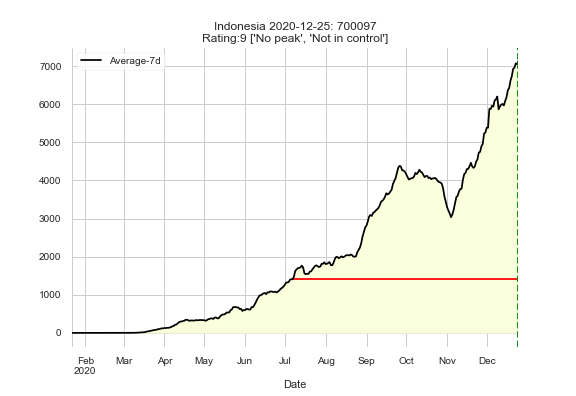 Indonesia 2020-12-25: 700097
Rating:9 ['No peak', 'Not in control']
Average-7d
7000
6000
5000
4000
3000
2000
1000
0
Feb Mar Apr May Jun Jul Aug Sep Oct Nov Dec
2020
Date